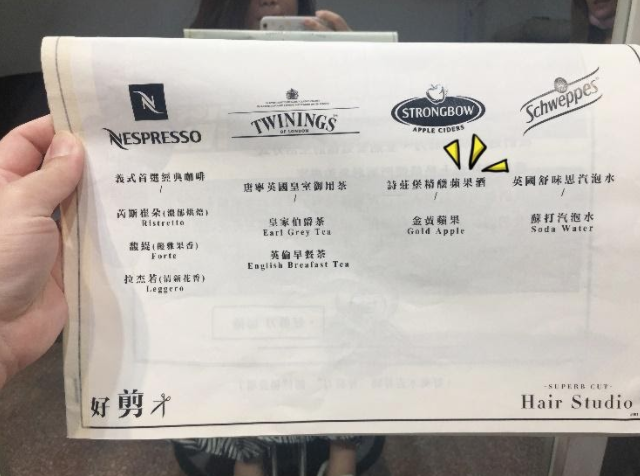 NESPRESSO
義式首選經典咖啡
/
芮斯崔朵(濃郁烘焙)
Ristretto
馥緹(優雅果香)
Forte
拉杰若(清新花香)
Leggero
TWININGS
OF LONDON
唐寧英國皇室御用茶
/
皇家伯爵茶
Earl Grey Tea
英倫早餐茶
English Breafast Tea
STRONGBOW
APPLE CIDERS
詩莊堡精釀蘋果酒
/
金黃蘋果
Gold Apple
Schweppes
英國舒味思汽泡水
/
蘇打汽泡水
Soda Water
好剪
-SUPERB CUT-
Hair Studio